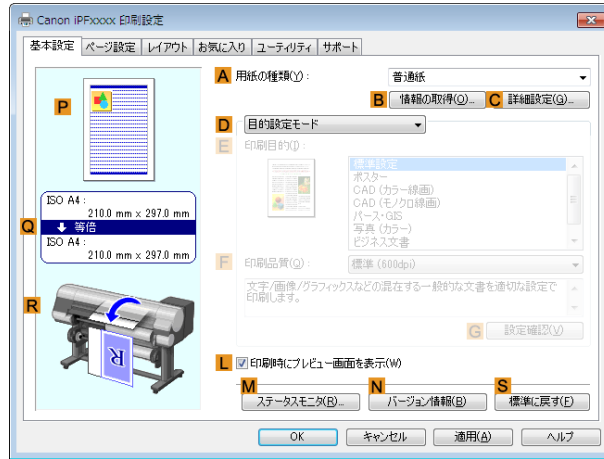 Canon iPFxxxx 印刷設定
基本設定 ページ設定 レイアウト お気に入り ユーティリティ サポート
P
Q
R
ISO A4 :
210.0 mm × 297.0 mm
等倍
ISO A4 :
210.0 mm × 297.0 mm
R
A 用紙の種類(Y) : 普通紙
B 情報の取得(O)... C 詳細設定(G)...
D 目的設定モード
E 印刷目的(I) :
標準設定
ポスター
CAD (カラー線画)
CAD (モノクロ線画)
パース・GIS
写真 (カラー)
ビジネス文書
F 印刷品質(Q) : 標準 (600dpi)
文字/画像/グラフィックスなどの混在する一般的な文書を適切な設定で
印刷します。
G 設定確認(V)
L 印刷時にプレビュー画面を表示(W)
M N S
ステータスモニタ(R)... バージョン情報(B) 標準に戻す(F)
OK キャンセル 適用(A) ヘルプ